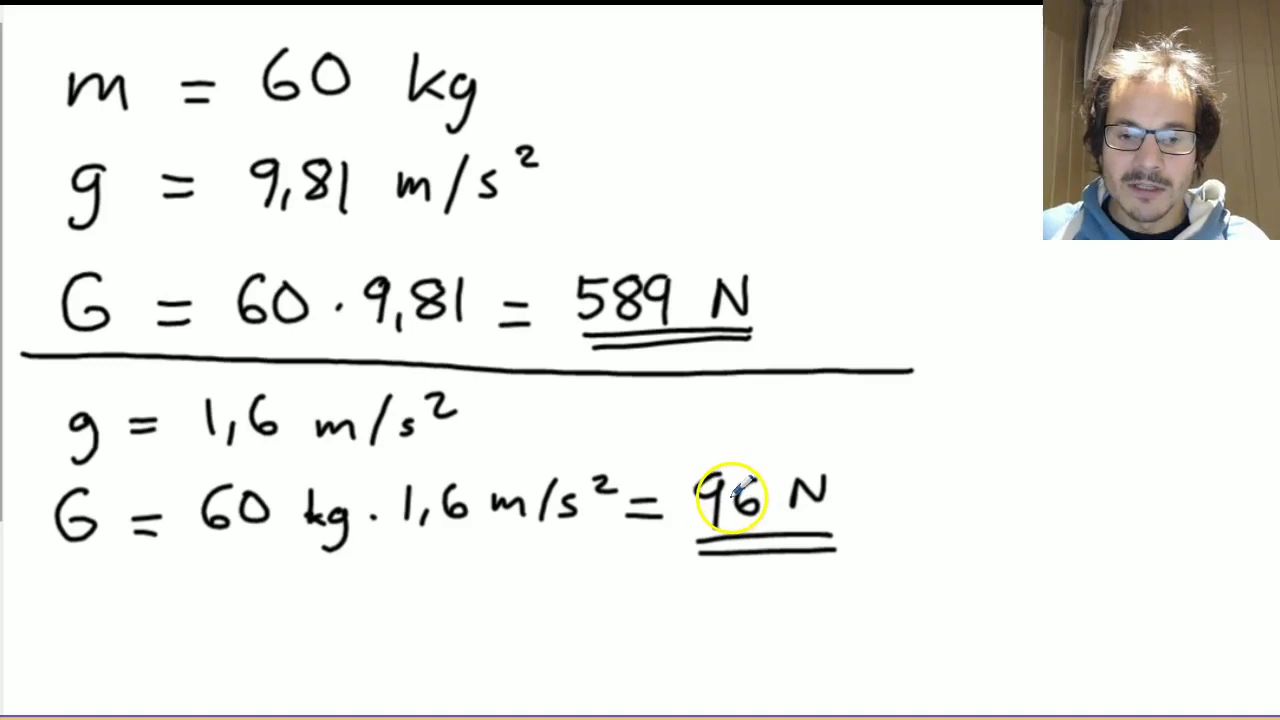 m = 60 kg
g = 9,81 m/s²
G = 60 · 9,81 = 589 N
g = 1,6 m/s²
G = 60 kg · 1,6 m/s² = 96 N